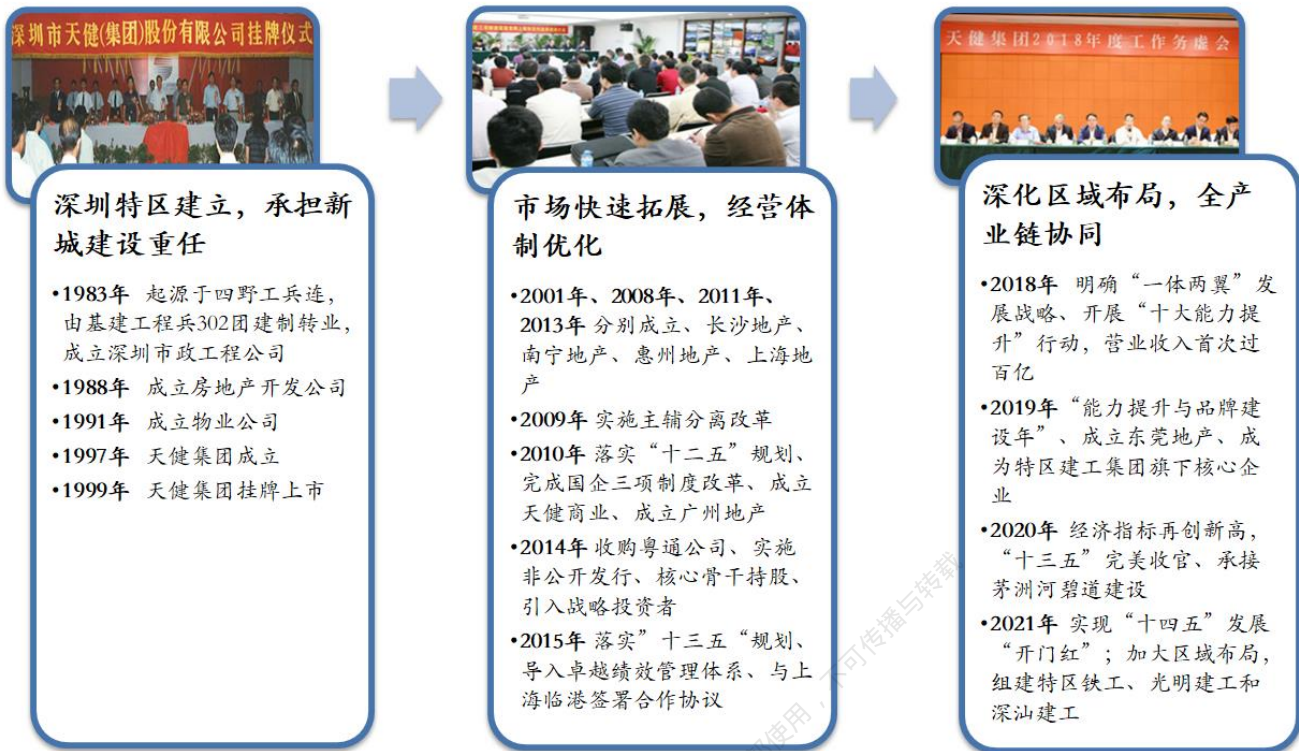 深圳市天健(集团)股份有限公司挂牌仪式
深圳特区建立，承担新
城建设重任
•1983年 起源于四野工兵连，
由基建工程兵302团建制转业，
成立深圳市政工程公司
•1988年 成立房地产开发公司
•1991年 成立物业公司
•1997年 天健集团成立
•1999年 天健集团挂牌上市
市场快速拓展，经营体
制优化
•2001年、2008年、2011年、
2013年 分别成立、长沙地产、
南宁地产、惠州地产、上海地
产
•2009年 实施主辅分离改革
•2010年 落实“十二五”规划、
完成国企三项制度改革、成立
天健商业、成立广州地产
•2014年 收购粤通公司、实施
非公开发行、核心骨干持股、
引入战略投资者
•2015年 落实”十三五“规划、
导入卓越绩效管理体系、与上
海临港签署合作协议
天健集团2018年度工作务虚会
深化区域布局，全产
业链协同
•2018年 明确“一体两翼”发
展战略、开展“十大能力提
升”行动，营业收入首次过
百亿
•2019年“能力提升与品牌建
设年”、成立东莞地产、成
为特区建工集团旗下核心企
业
•2020年 经济指标再创新高，
“十三五”完美收官、承接
茅洲河碧道建设
•2021年 实现“十四五”发展
“开门红”；加大区域布局，
组建特区铁工、光明建工和
深汕建工
使用，不可传播与转载